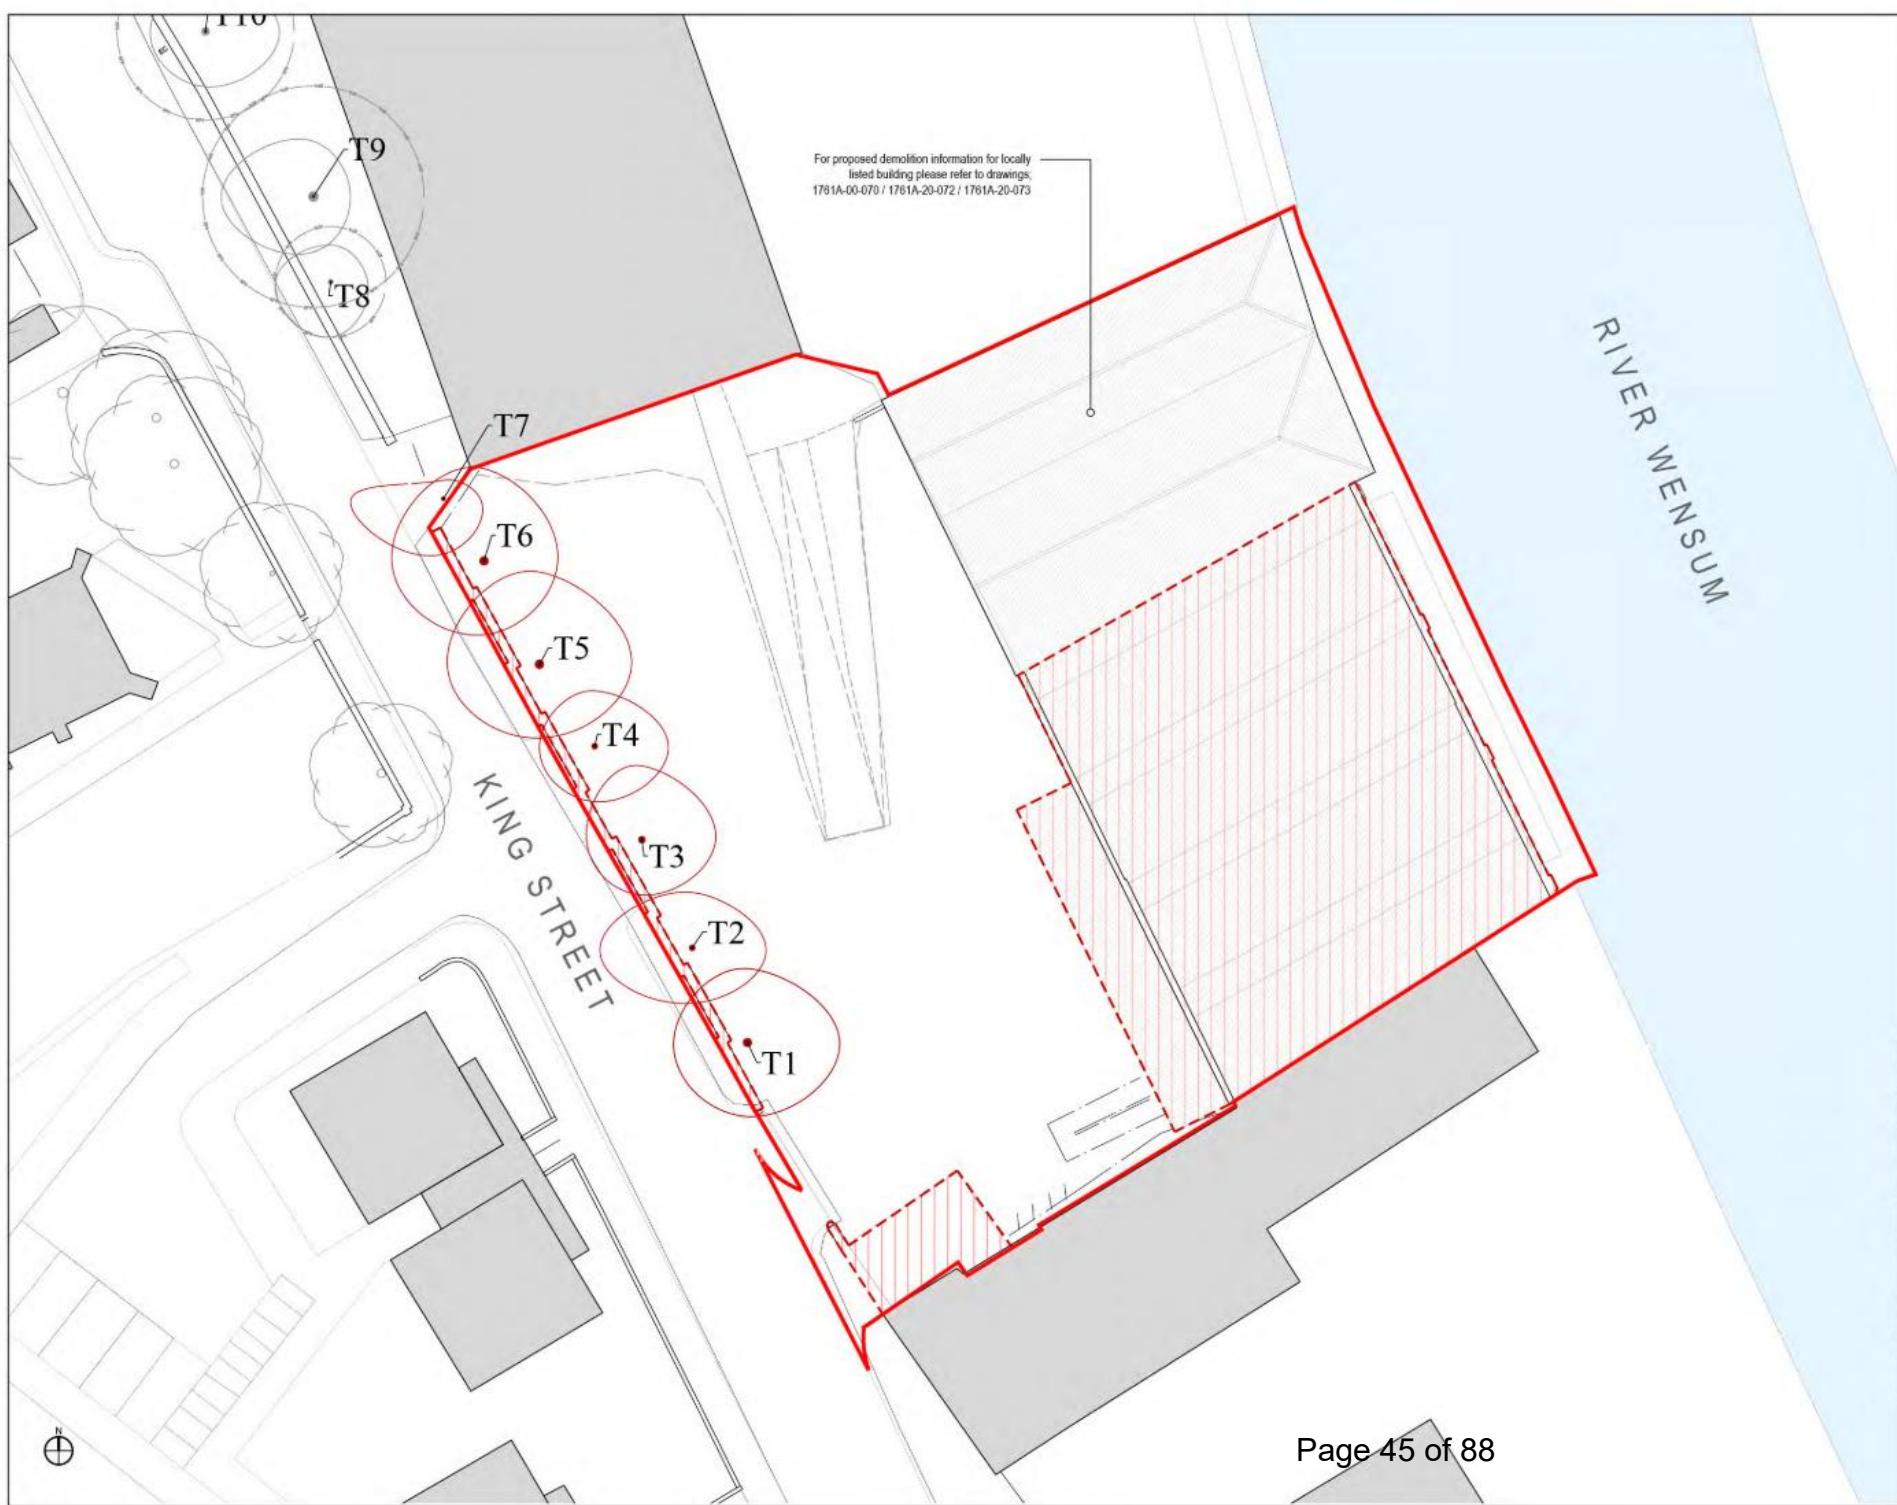 T10
T9
For proposed demolition information for locally
listed building please refer to drawings;
1761A-00-070 / 1761A-20-072 / 1761A-20-073
T8
RIVER WENSUM
T7
T6
T5
T4
KING STREET
T3
T2
T1
N
Page 45 of 88